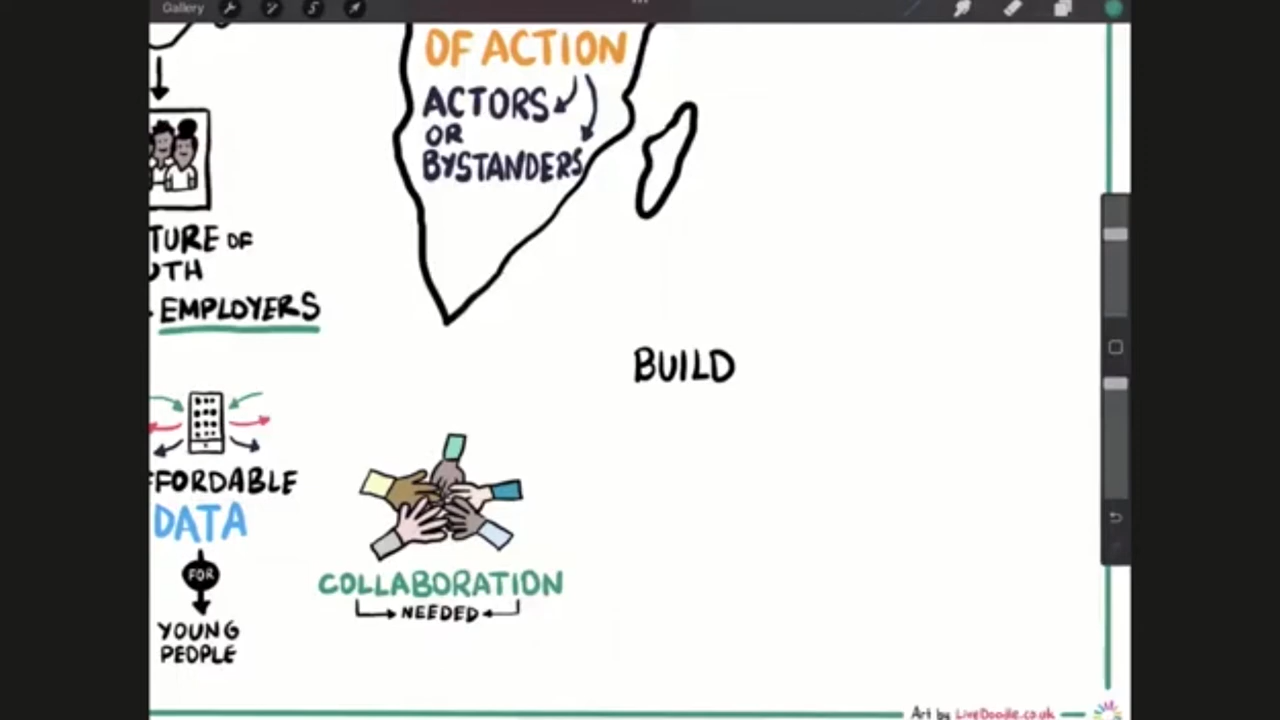 Gallery
OF ACTION
ACTORS
OR
BYSTANDERS
TURE OF
UTH
EMPLOYERS
BUILD
FFORDABLE
DATA
FOR
YOUNG
PEOPLE
COLLABORATION
NEEDED
Art by LiveDoodle.co.uk